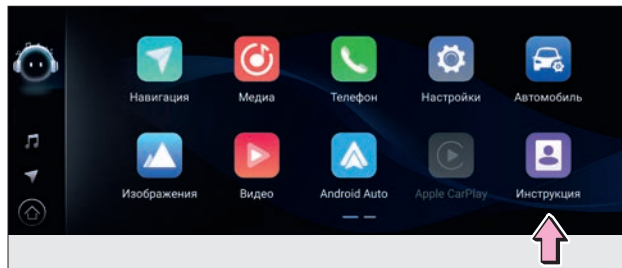 Навигация Медиа Телефон Настройки Автомобиль
Изображения Видео Android Auto Apple CarPlay Инструкция